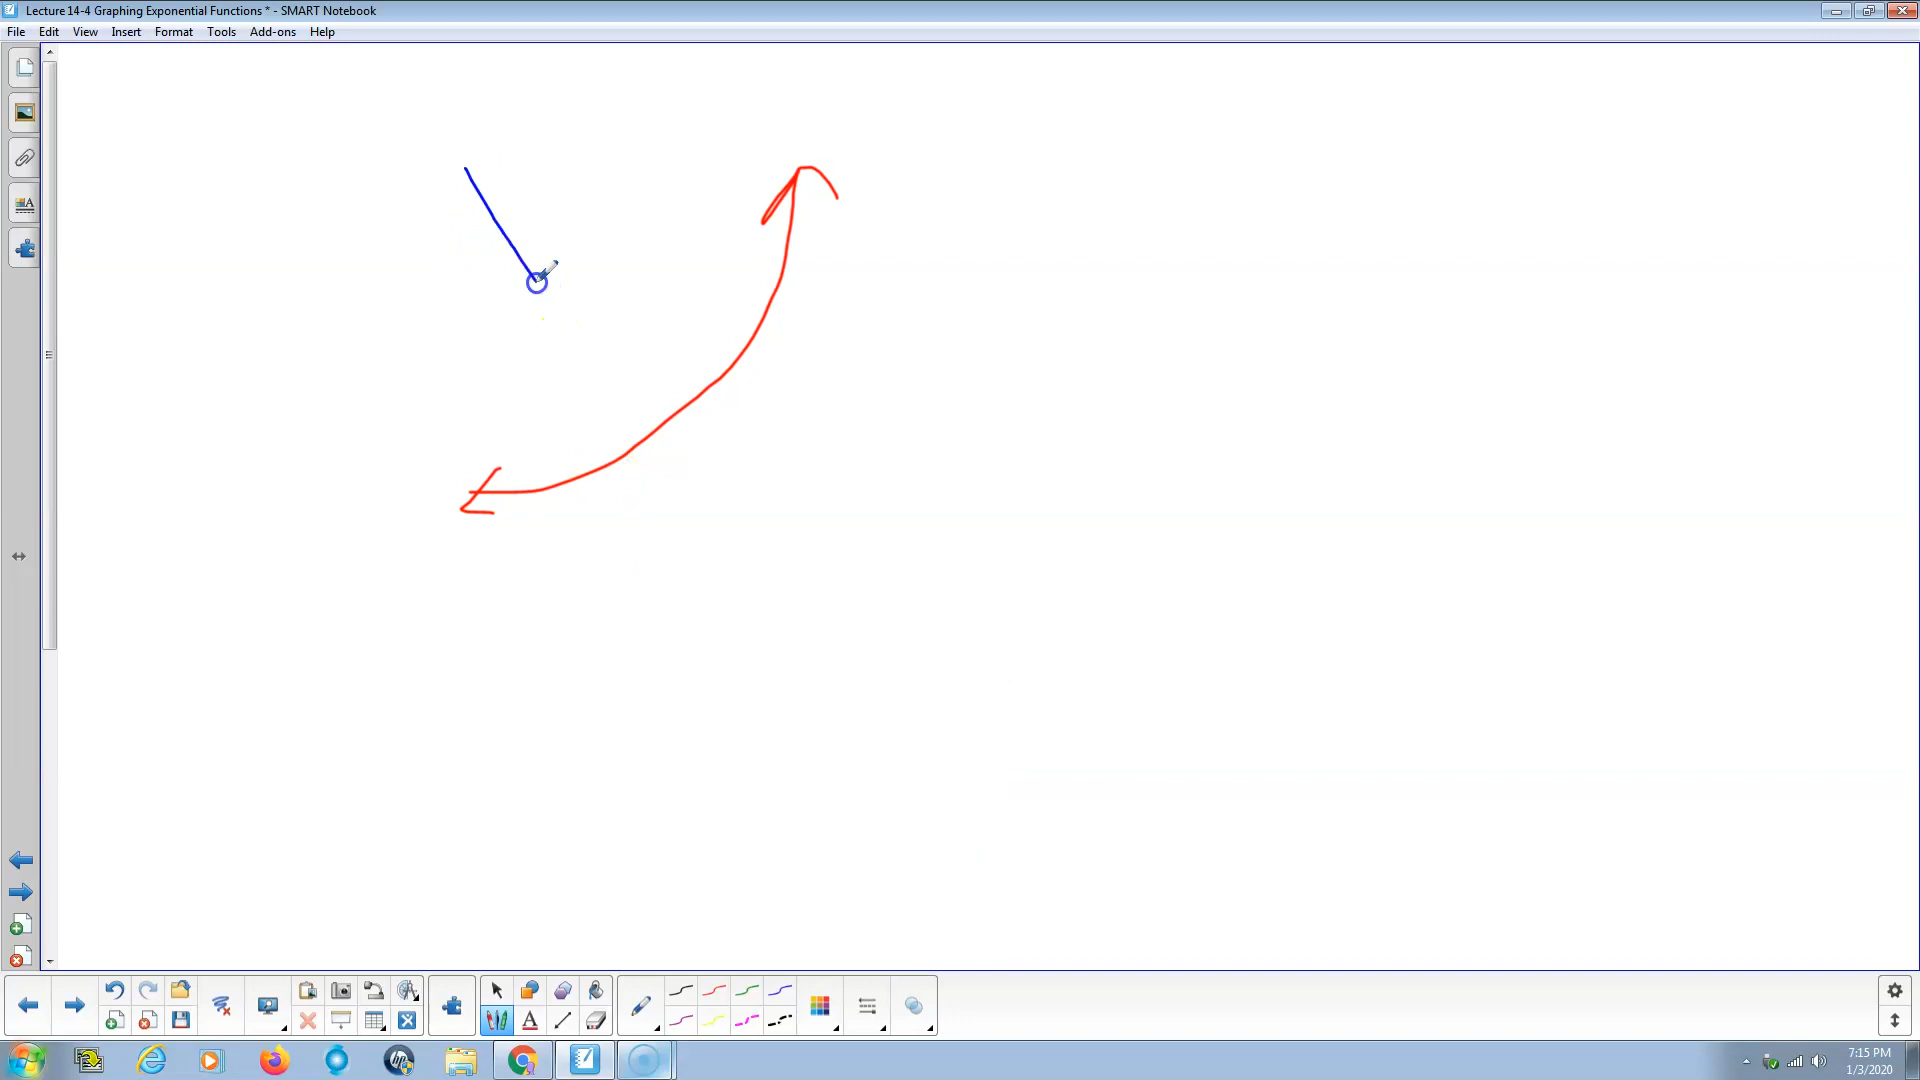 Lecture 14-4 Graphing Exponential Functions * - SMART Notebook
File Edit View Insert Format Tools Add-ons Help
7:15 PM
1/3/2020